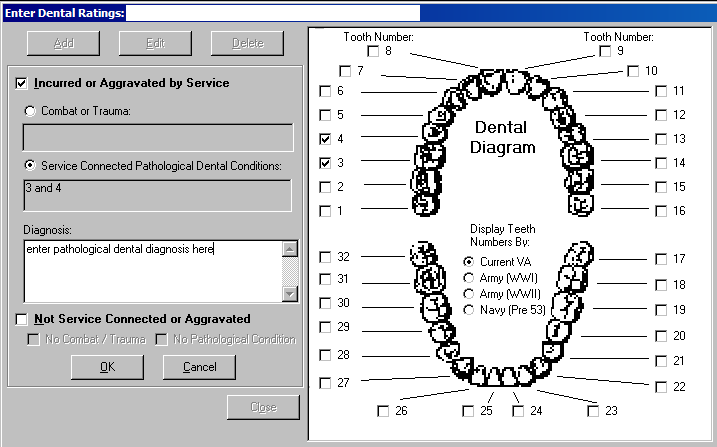 Enter Dental Ratings:
Add Edit Delete
Incurred or Aggravated by Service
Combat or Trauma:
Service Connected Pathological Dental Conditions:
3 and 4
Diagnosis:
enter pathological dental diagnosis here
Not Service Connected or Aggravated
No Combat / Trauma No Pathological Condition
OK Cancel
Close
Tooth Number: Tooth Number:
8 9
7 10
6 11
5 12
4 13
3 14
2 15
1 16
Dental
Diagram
Display Teeth
Numbers By:
Current VA
Army (WWI)
Army (WWII)
Navy (Pre 53)
32 17
31 18
30 19
29 20
28 21
27 22
26 25 24 23